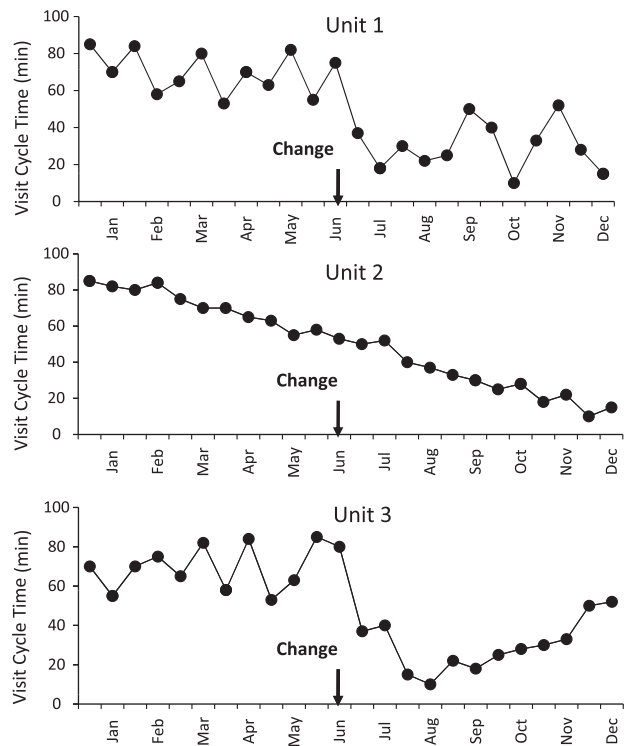 Unit 1
Visit Cycle Time (min)
100
80
60
40
20
0
Change
Jan
Feb
Mar
Apr
May
Jun
Jul
Aug
Sep
Oct
Nov
Dec
Unit 2
Visit Cycle Time (min)
100
80
60
40
20
0
Change
Jan
Feb
Mar
Apr
May
Jun
Jul
Aug
Sep
Oct
Nov
Dec
Unit 3
Visit Cycle Time (min)
100
80
60
40
20
0
Change
Jan
Feb
Mar
Apr
May
Jun
Jul
Aug
Sep
Oct
Nov
Dec